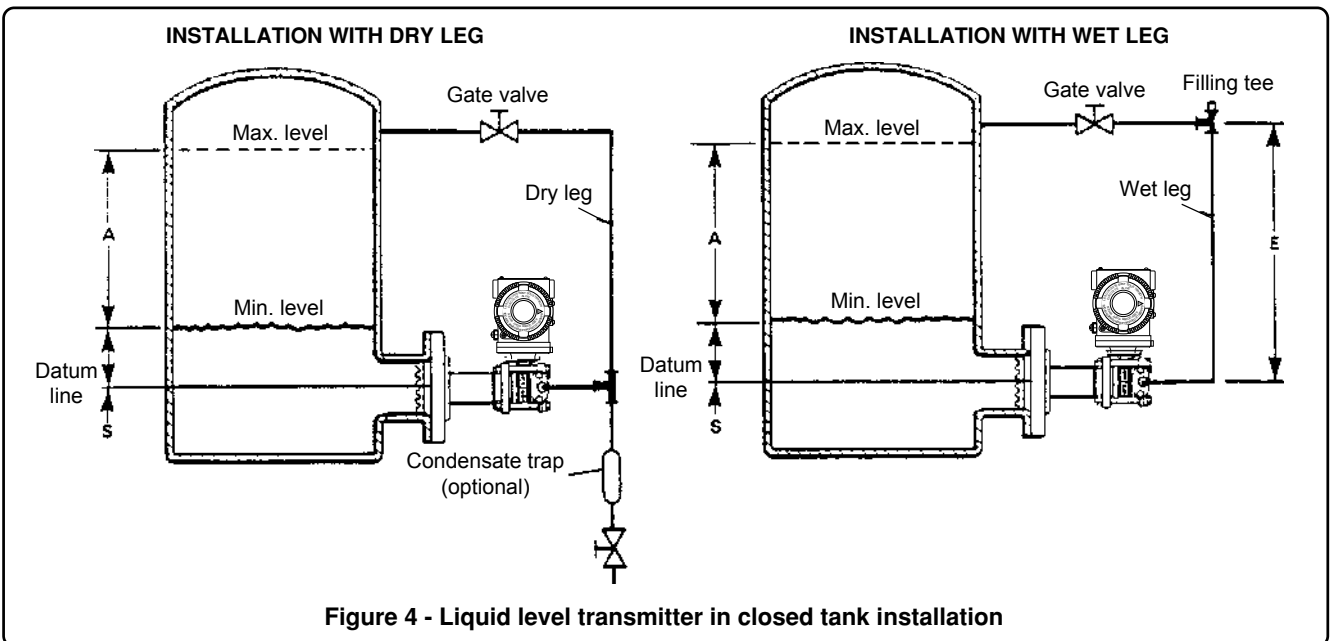 INSTALLATION WITH DRY LEG
Gate valve
Max. level
Dry leg
A
Min. level
Datum
line
S
Condensate trap
(optional)
INSTALLATION WITH WET LEG
Filling tee
Gate valve
Max. level
Wet leg
A
E
Min. level
Datum
line
S
Figure 4 - Liquid level transmitter in closed tank installation